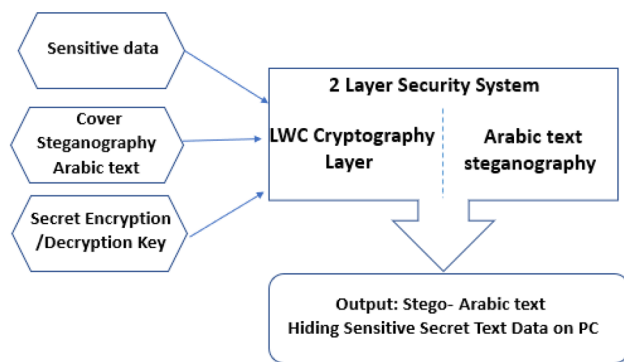 Sensitive data
Cover
Steganography
Arabic text
Secret Encryption
/Decryption Key
2 Layer Security System
LWC Cryptography
Layer
Arabic text
steganography
Output: Stego- Arabic text
Hiding Sensitive Secret Text Data on PC